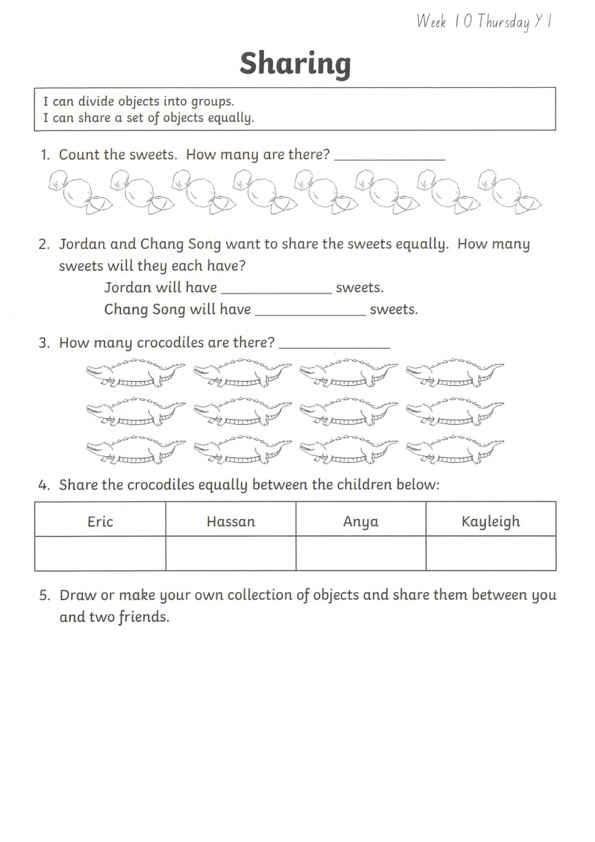 Week 10 Thursday Y1
Sharing
I can divide objects into groups.
I can share a set of objects equally.
1. Count the sweets. How many are there? ______________
2. Jordan and Chang Song want to share the sweets equally. How many
sweets will they each have?
Jordan will have ______________ sweets.
Chang Song will have ______________ sweets.
3. How many crocodiles are there? ______________
4. Share the crocodiles equally between the children below:
Eric Hassan Anya Kayleigh
5. Draw or make your own collection of objects and share them between you
and two friends.